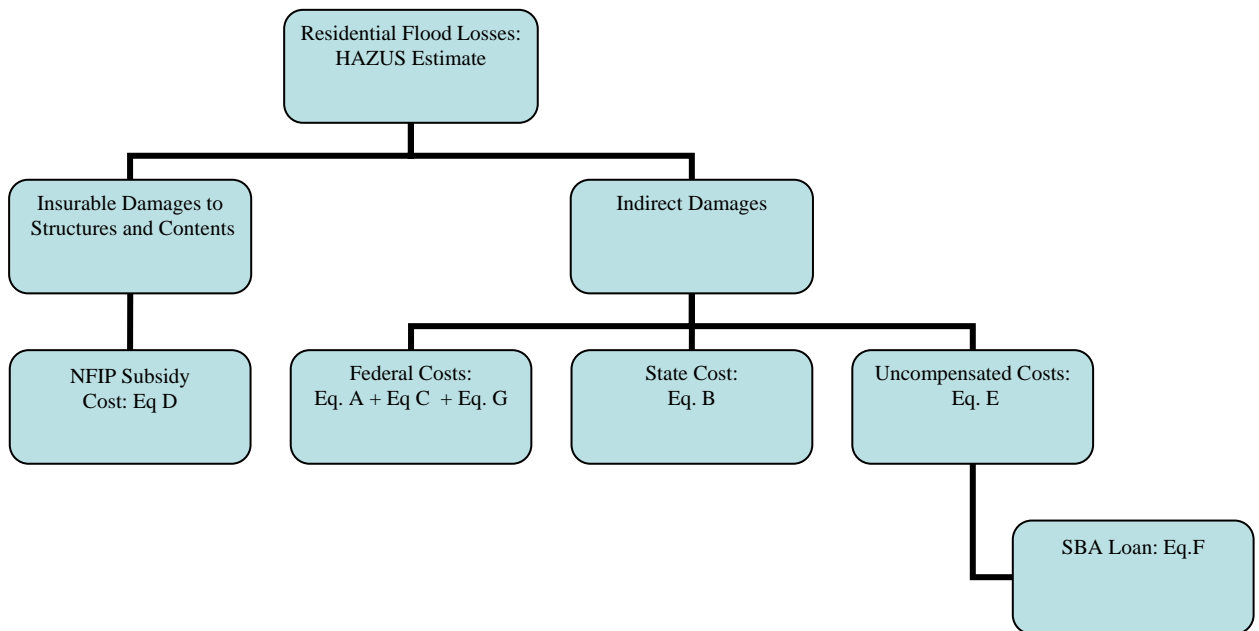 Residential Flood Losses:
HAZUS Estimate
Insurable Damages to
Structures and Contents
Indirect Damages
NFIP Subsidy
Cost: Eq D
Federal Costs:
Eq. A + Eq C + Eq. G
State Cost:
Eq. B
Uncompensated Costs:
Eq. E
SBA Loan: Eq.F